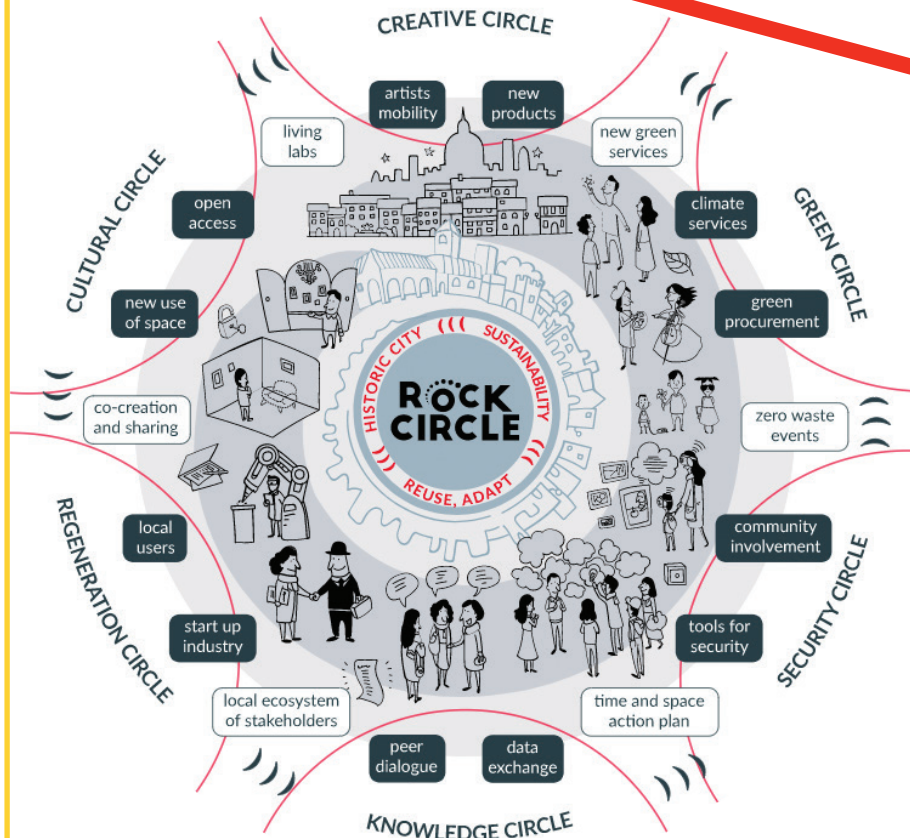 CREATIVE CIRCLE
artists
mobility
new
products
living
labs
new green
services
CULTURAL CIRCLE
open
access
climate
services
GREEN CIRCLE
new use
of space
green
procurement
HISTORIC CITY
SUSTAINABILITY
ROCK
CIRCLE
REUSE, ADAPT
co-creation
and sharing
zero waste
events
REGENERATION CIRCLE
local
users
community
involvement
SECURITY CIRCLE
start up
industry
tools for
security
local ecosystem
of stakeholders
time and space
action plan
peer
dialogue
data
exchange
KNOWLEDGE CIRCLE